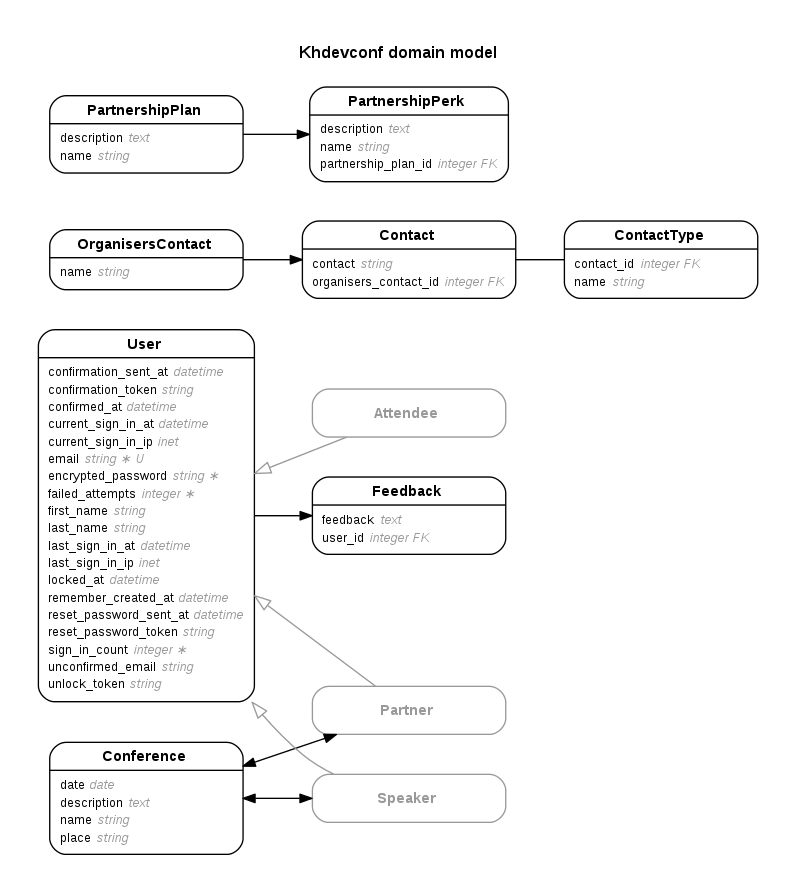 Khdevconf domain model
PartnershipPlan
description text
name string
PartnershipPerk
description text
name string
partnership_plan_id integer FK
OrganisersContact
name string
Contact
contact string
organisers_contact_id integer FK
ContactType
contact_id integer FK
name string
User
confirmation_sent_at datetime
confirmation_token string
confirmed_at datetime
current_sign_in_at datetime
current_sign_in_ip inet
email string ∗ U
encrypted_password string ∗
failed_attempts integer ∗
first_name string
last_name string
last_sign_in_at datetime
last_sign_in_ip inet
locked_at datetime
remember_created_at datetime
reset_password_sent_at datetime
reset_password_token string
sign_in_count integer ∗
unconfirmed_email string
unlock_token string
Attendee
Feedback
feedback text
user_id integer FK
Partner
Conference
date date
description text
name string
place string
Speaker